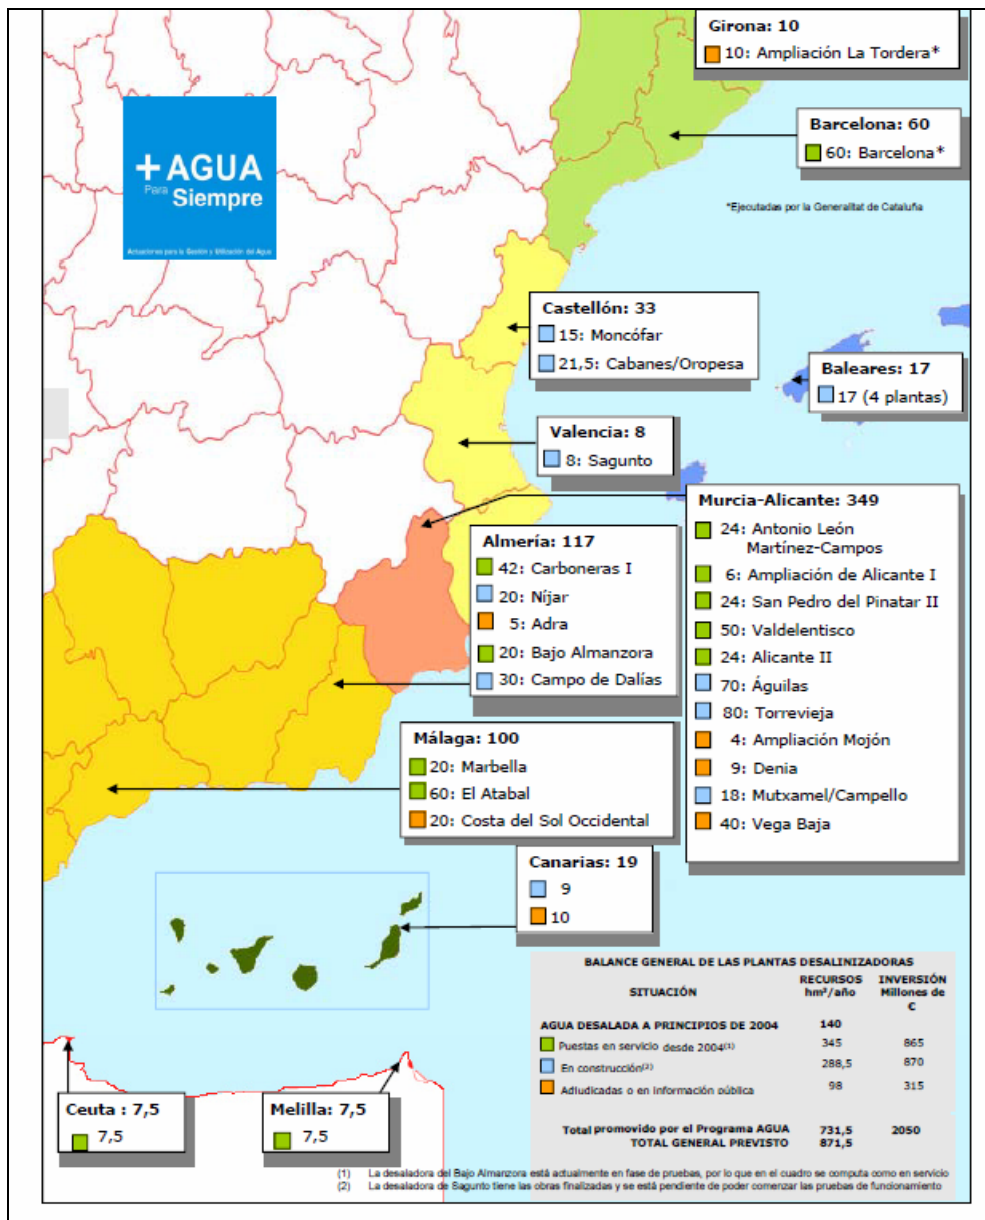 Girona: 10
10: Ampliación La Tordera*
Barcelona: 60
60: Barcelona*
*Ejecutadas por la Generalitat de Cataluña
+AGUA
Para
Siempre
Actuaciones para la Gestión y Utilización del Agua
Castellón: 33
15: Moncófar
21,5: Cabanes/Oropesa
Baleares: 17
17 (4 plantas)
Valencia: 8
8: Sagunto
Murcia-Alicante: 349
24: Antonio León
Martínez-Campos
6: Ampliación de Alicante I
24: San Pedro del Pinatar II
50: Valdelentisco
24: Alicante II
70: Águilas
80: Torrevieja
4: Ampliación Mojón
9: Denia
18: Mutxamel/Campello
40: Vega Baja
Almería: 117
42: Carboneras I
20: Níjar
5: Adra
20: Bajo Almanzora
30: Campo de Dalías
Málaga: 100
20: Marbella
60: El Atabal
20: Costa del Sol Occidental
Canarias: 19
9
10
BALANCE GENERAL DE LAS PLANTAS DESALINIZADORAS
SITUACIÓN RECURSOS hm³/año INVERSIÓN Millones de €
AGUA DESALADA A PRINCIPIOS DE 2004 140
Puestas en servicio desde 2004(1) 345 865
En construcción(2) 288,5 870
Adjudicadas o en información pública 98 315
Total promovido por el Programa AGUA 731,5 2050
TOTAL GENERAL PREVISTO 871,5
Ceuta : 7,5
7,5
Melilla: 7,5
7,5
(1) La desaladora del Bajo Almanzora está actualmente en fase de pruebas, por lo que en el cuadro se computa como en servicio
(2) La desaladora de Sagunto tiene las obras finalizadas y se está pendiente de poder comenzar las pruebas de funcionamiento